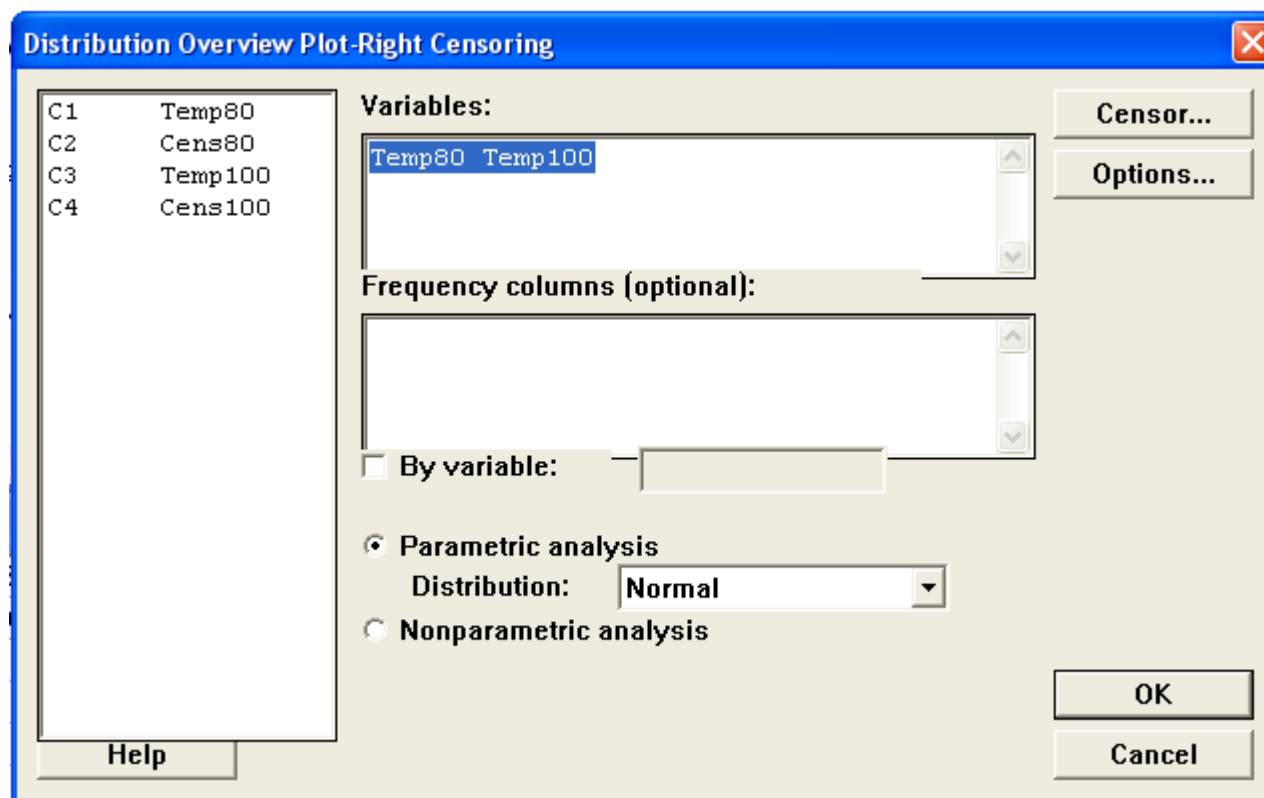 Distribution Overview Plot-Right Censoring
C1 Temp80
C2 Cens80
C3 Temp100
C4 Cens100
Variables:
Temp80 Temp100
Frequency columns (optional):
By variable:
Parametric analysis
Distribution: Normal
Nonparametric analysis
Censor...
Options...
OK
Help
Cancel